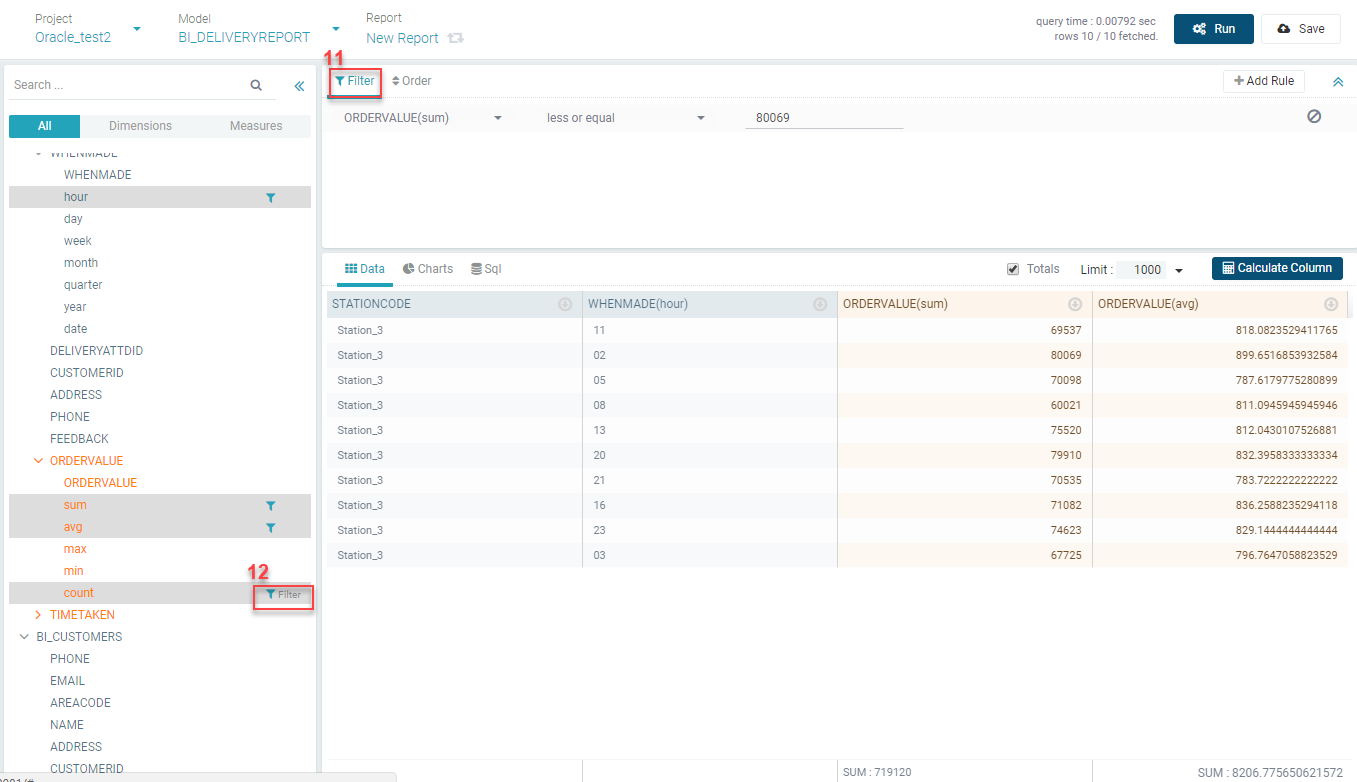 Project
Oracle_test2
Model
BI_DELIVERYREPORT
Report
New Report
query time : 0.00792 sec
rows 10 / 10 fetched.
Run
Save
11
Search ...
All
Dimensions
Measures
WHENMADE
WHENMADE
hour
day
week
month
quarter
year
date
DELIVERYATTDID
CUSTOMERID
ADDRESS
PHONE
FEEDBACK
ORDERVALUE
ORDERVALUE
sum
avg
max
min
12
count
Filter
TIMETAKEN
BI_CUSTOMERS
PHONE
EMAIL
AREACODE
NAME
ADDRESS
CUSTOMERID
Filter
Order
Add Rule
ORDERVALUE(sum) less or equal 80069
Data
Charts
Sql
Totals
Limit : 1000
Calculate Column
STATIONCODE WHENMADE(hour) ORDERVALUE(sum) ORDERVALUE(avg)
Station_3 11 69537 818.0823529411765
Station_3 02 80069 899.6516853932584
Station_3 05 70098 787.6179775280899
Station_3 08 60021 811.0945945945946
Station_3 13 75520 812.0430107526881
Station_3 20 79910 832.3958333333334
Station_3 21 70535 783.7222222222222
Station_3 16 71082 836.2588235294118
Station_3 23 74623 829.1444444444444
Station_3 03 67725 796.7647058823529
SUM : 719120 SUM : 8206.775650621572